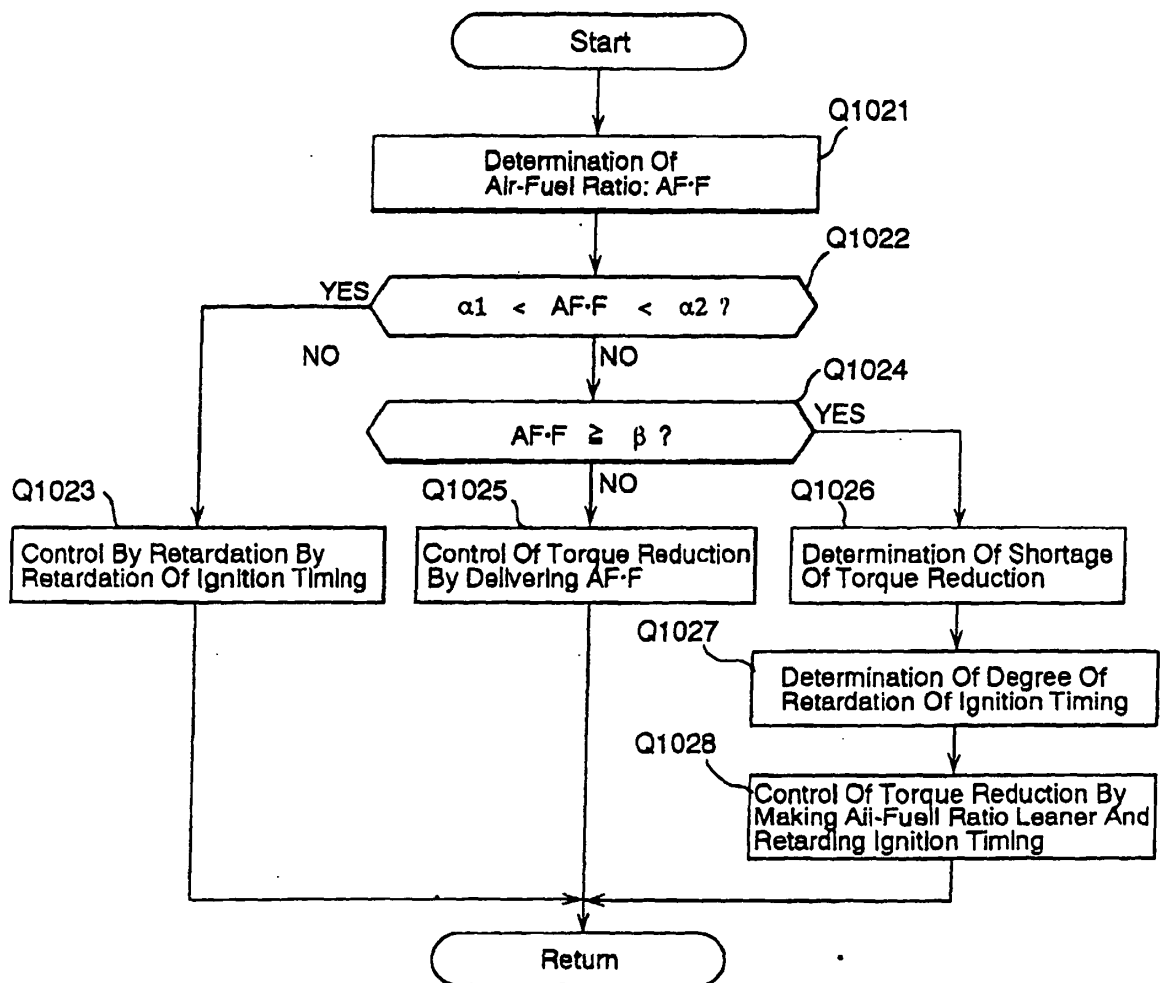 Start
Q1021
Determination Of
Air-Fuel Ratio: AF·F
Q1022
YES
α1 < AF·F < α2 ?
NO
NO
Q1024
YES
AF·F ≧ β ?
NO
Q1023
Control By Retardation By
Retardation Of Ignition Timing
Q1025
Control Of Torque Reduction
By Delivering AF·F
Q1026
Determination Of Shortage
Of Torque Reduction
Q1027
Determination Of Degree Of
Retardation Of Ignition Timing
Q1028
Control Of Torque Reduction By
Making Aii-Fuell Ratio Leaner And
Retarding Ignition Timing
Return